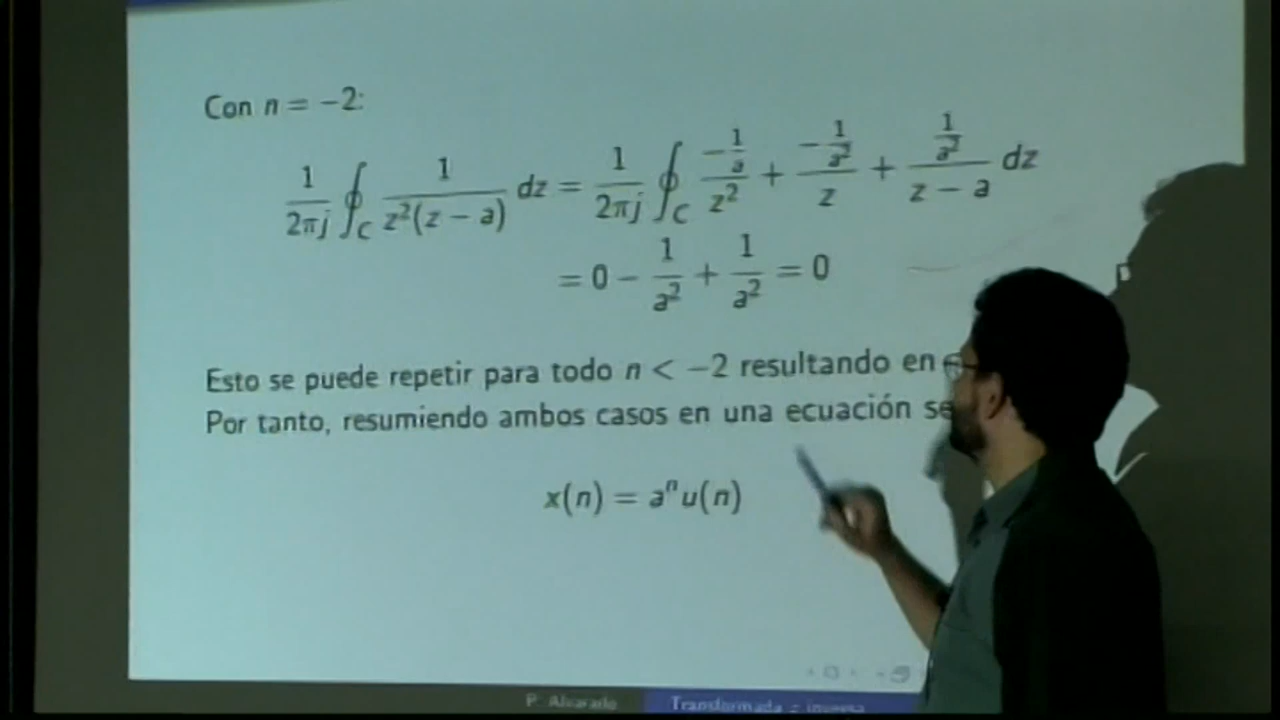 Con n = −2:
1/(2πj) ∮_C 1/(z²(z − a)) dz = 1/(2πj) ∮_C (−1/a)/z² + (−1/a²)/z + (1/a²)/(z − a) dz
= 0 − 1/a² + 1/a² = 0
Esto se puede repetir para todo n < −2 resultando en
Por tanto, resumiendo ambos casos en una ecuación se
x(n) = aⁿu(n)
P. Alvarado Transformada z inversa